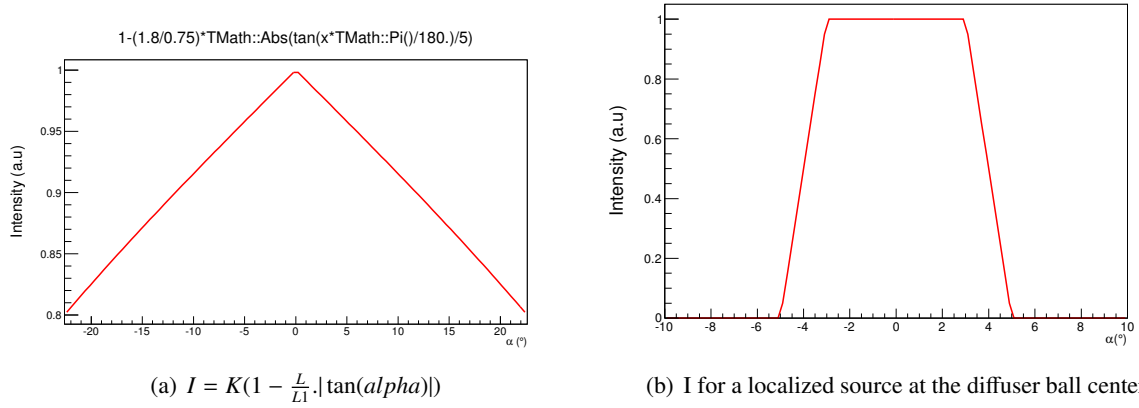 1-(1.8/0.75)*TMath::Abs(tan(x*TMath::Pi()/180.)/5)
Intensity (a.u)
1
0.95
0.9
0.85
0.8
-20 -15 -10 -5 0 5 10 15 20
α (°)
Intensity (a.u)
1
0.8
0.6
0.4
0.2
0
-10 -8 -6 -4 -2 0 2 4 6 8 10
α(°)
(a) I = K(1 − L/L1.|tan(alpha)|)
(b) I for a localized source at the diffuser ball cente